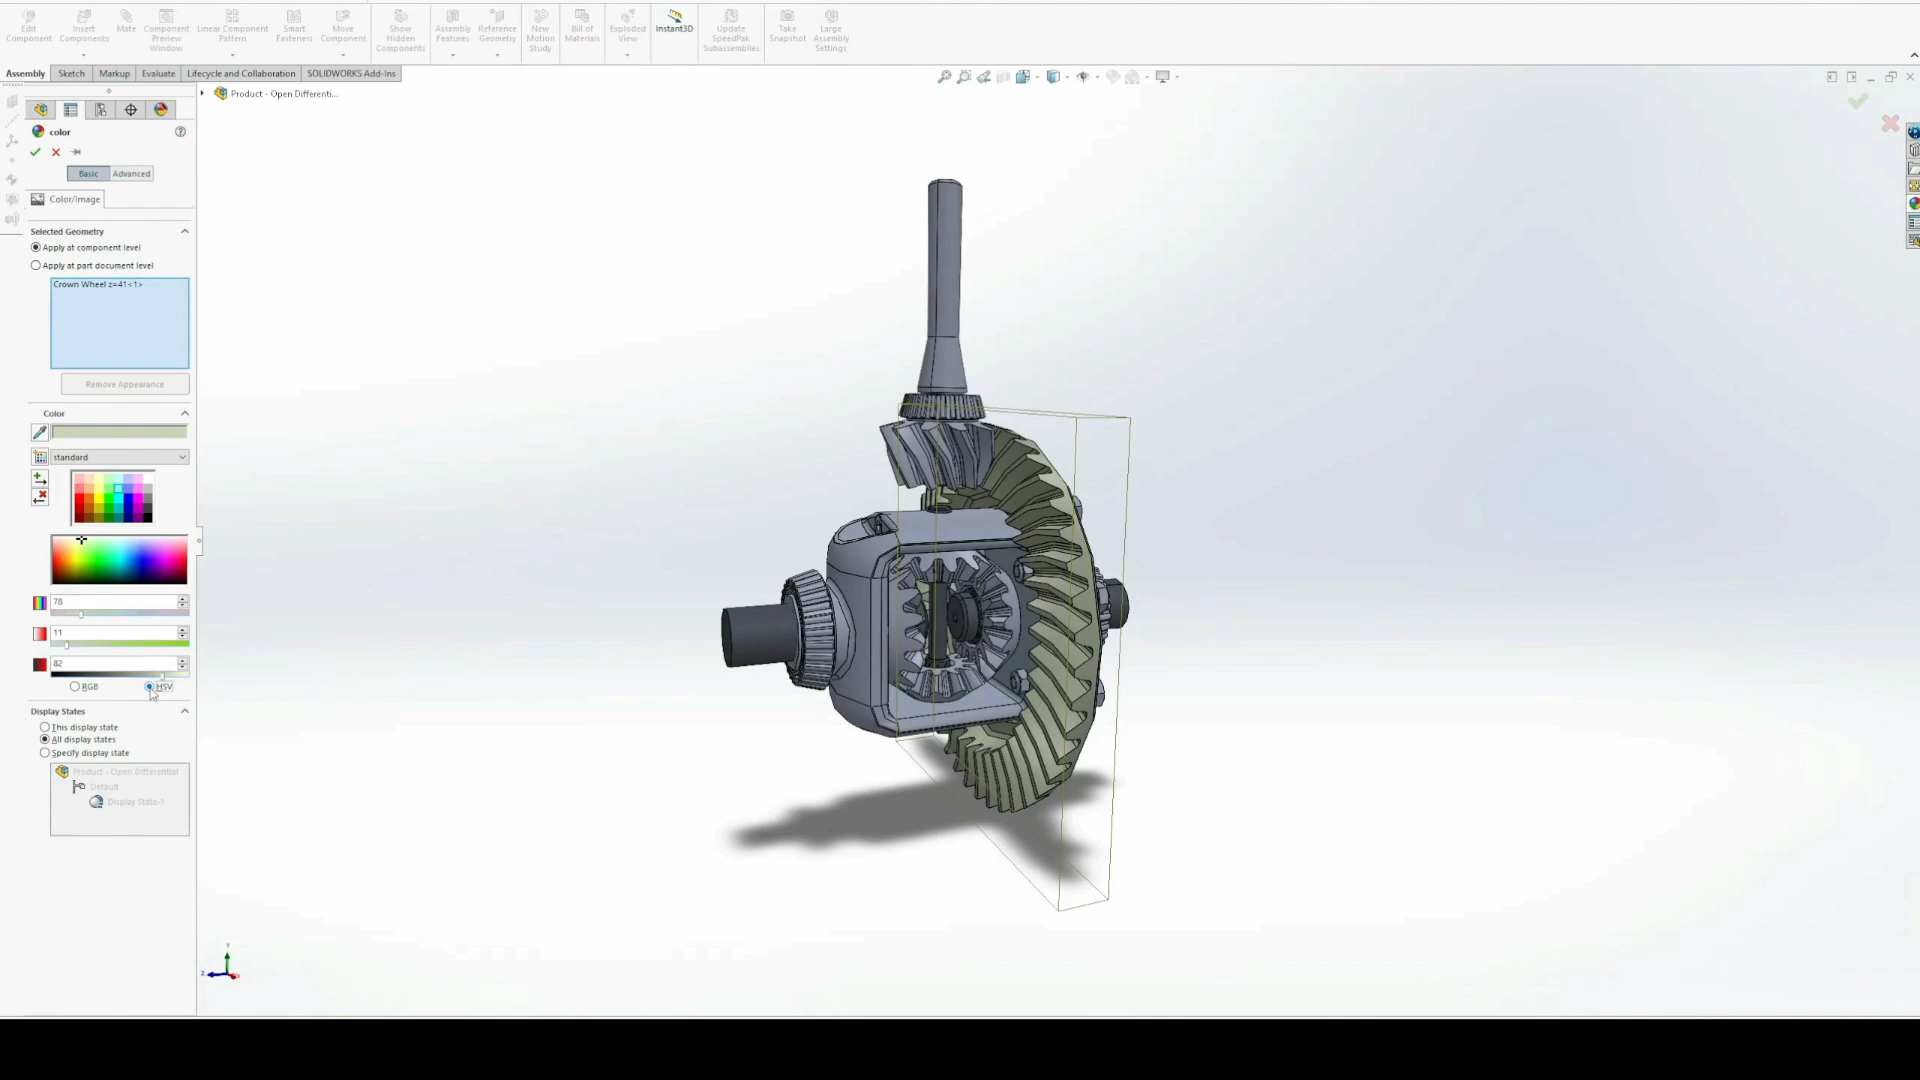 Edit
Component
Insert
Components
Mate
Component
Preview
Window
Linear Component
Pattern
Smart
Fasteners
Move
Component
Show
Hidden
Components
Assembly
Features
Reference
Geometry
New
Motion
Study
Bill of
Materials
Exploded
View
Instant3D
Update
SpeedPak
Subassemblies
Take
Snapshot
Large
Assembly
Settings
Assembly Sketch Markup Evaluate Lifecycle and Collaboration SOLIDWORKS Add-Ins
Product - Open Differenti...
color
Basic Advanced
Color/Image
Selected Geometry
Apply at component level
Apply at part document level
Crown Wheel z=41<1>
Remove Appearance
Color
standard
78
11
82
RGB HSV
Display States
This display state
All display states
Specify display state
Product - Open Differential
Default
Display State-1
Y
Z
X